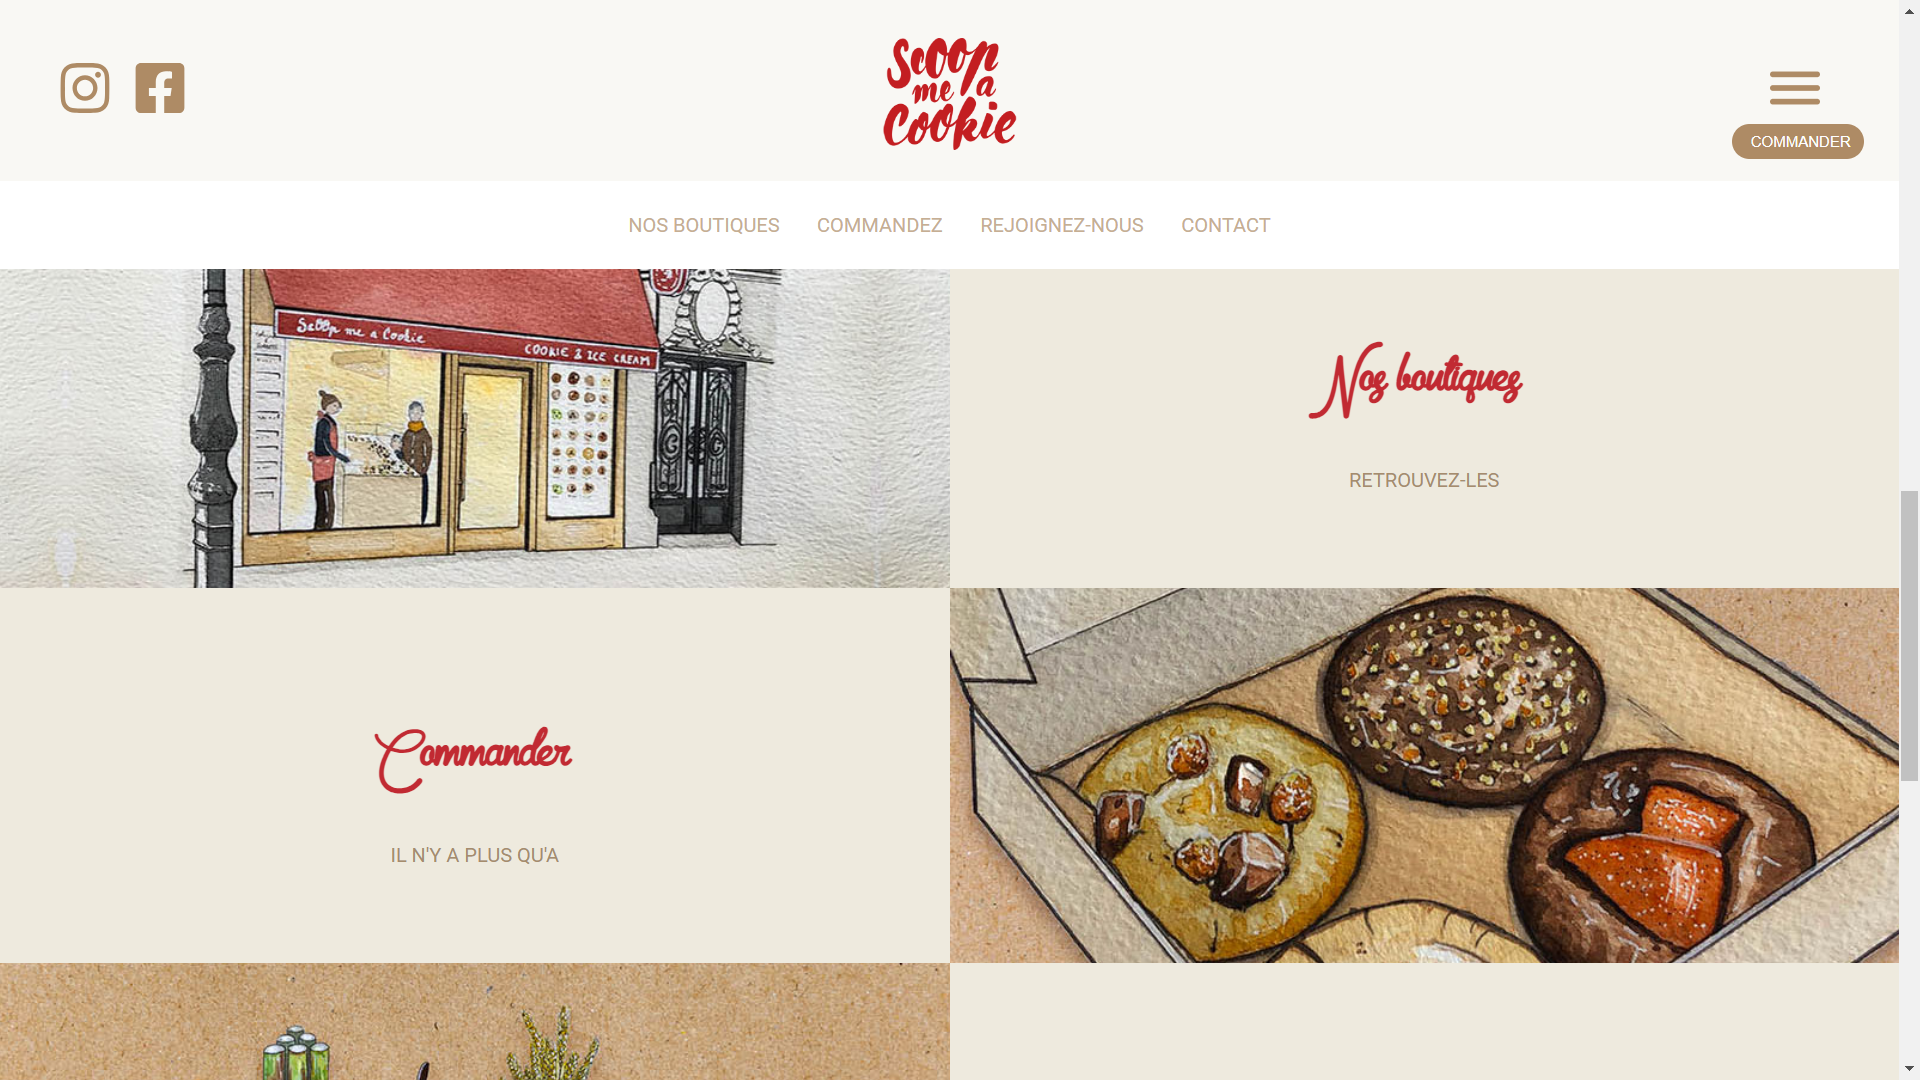 Scoop
me a
Cookie
COMMANDER
NOS BOUTIQUES COMMANDEZ REJOIGNEZ-NOUS CONTACT
Scoop me a Cookie
COOKIE & ICE CREAM
Nos boutiques
RETROUVEZ-LES
Commander
IL N'Y A PLUS QU'A